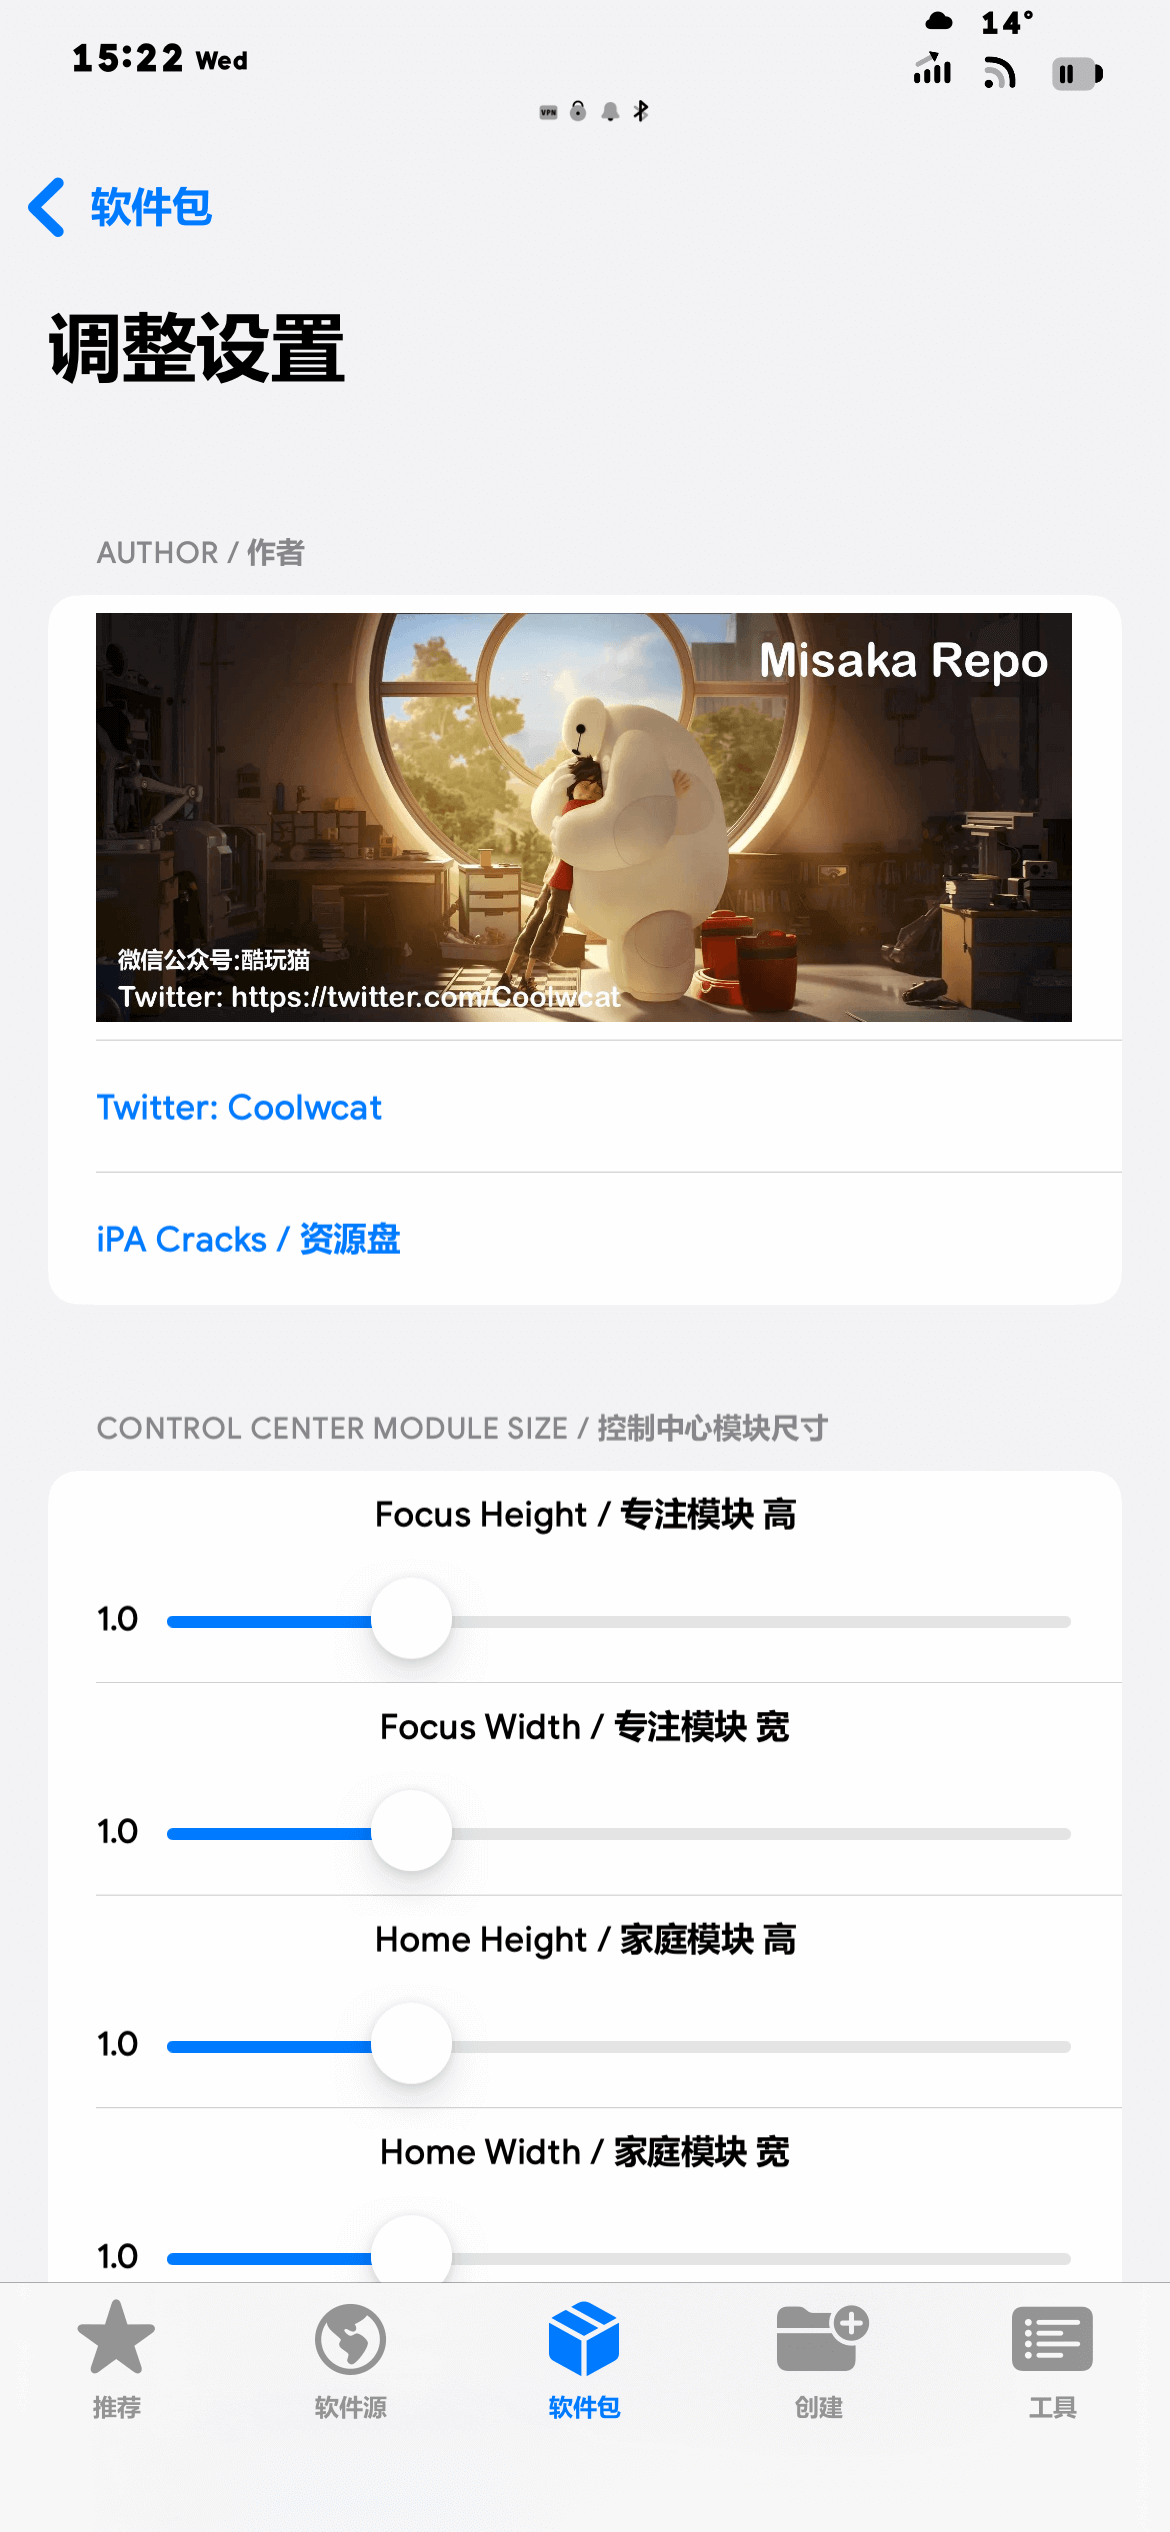 14°
15:22 Wed
VPN
软件包
调整设置
AUTHOR / 作者
Misaka Repo
微信公众号:酷玩猫
Twitter: https://twitter.com/Coolwcat
Twitter: Coolwcat
iPA Cracks / 资源盘
CONTROL CENTER MODULE SIZE / 控制中心模块尺寸
Focus Height / 专注模块 高
1.0
Focus Width / 专注模块 宽
1.0
Home Height / 家庭模块 高
1.0
Home Width / 家庭模块 宽
1.0
推荐
软件源
软件包
创建
工具